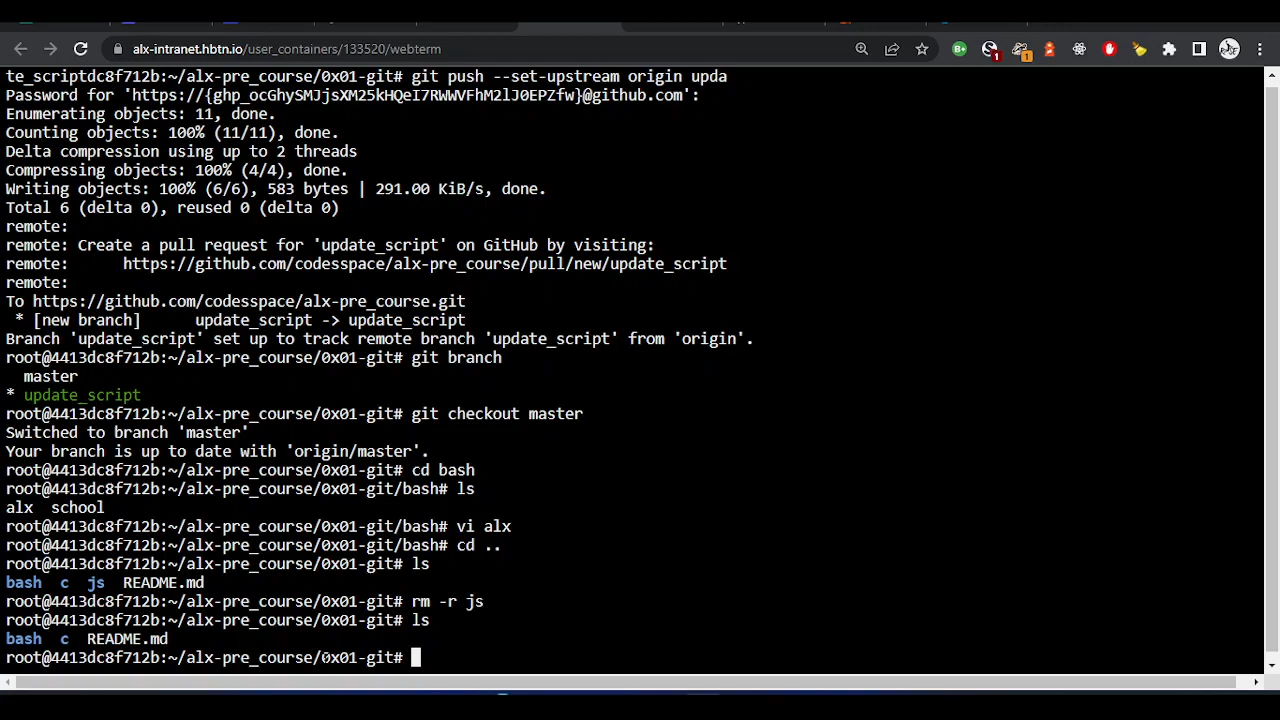 alx-intranet.hbtn.io/user_containers/133520/webterm
1
1
te_scriptdc8f712b:~/alx-pre_course/0x01-git# git push --set-upstream origin upda
Password for 'https://{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}@github.com':
Enumerating objects: 11, done.
Counting objects: 100% (11/11), done.
Delta compression using up to 2 threads
Compressing objects: 100% (4/4), done.
Writing objects: 100% (6/6), 583 bytes | 291.00 KiB/s, done.
Total 6 (delta 0), reused 0 (delta 0)
remote:
remote: Create a pull request for 'update_script' on GitHub by visiting:
remote:      https://github.com/codesspace/alx-pre_course/pull/new/update_script
remote:
To https://github.com/codesspace/alx-pre_course.git
 * [new branch]      update_script -> update_script
Branch 'update_script' set up to track remote branch 'update_script' from 'origin'.
root@4413dc8f712b:~/alx-pre_course/0x01-git# git branch
  master
* update_script
root@4413dc8f712b:~/alx-pre_course/0x01-git# git checkout master
Switched to branch 'master'
Your branch is up to date with 'origin/master'.
root@4413dc8f712b:~/alx-pre_course/0x01-git# cd bash
root@4413dc8f712b:~/alx-pre_course/0x01-git/bash# ls
alx  school
root@4413dc8f712b:~/alx-pre_course/0x01-git/bash# vi alx
root@4413dc8f712b:~/alx-pre_course/0x01-git/bash# cd ..
root@4413dc8f712b:~/alx-pre_course/0x01-git# ls
bash  c  js  README.md
root@4413dc8f712b:~/alx-pre_course/0x01-git# rm -r js
root@4413dc8f712b:~/alx-pre_course/0x01-git# ls
bash  c  README.md
root@4413dc8f712b:~/alx-pre_course/0x01-git#